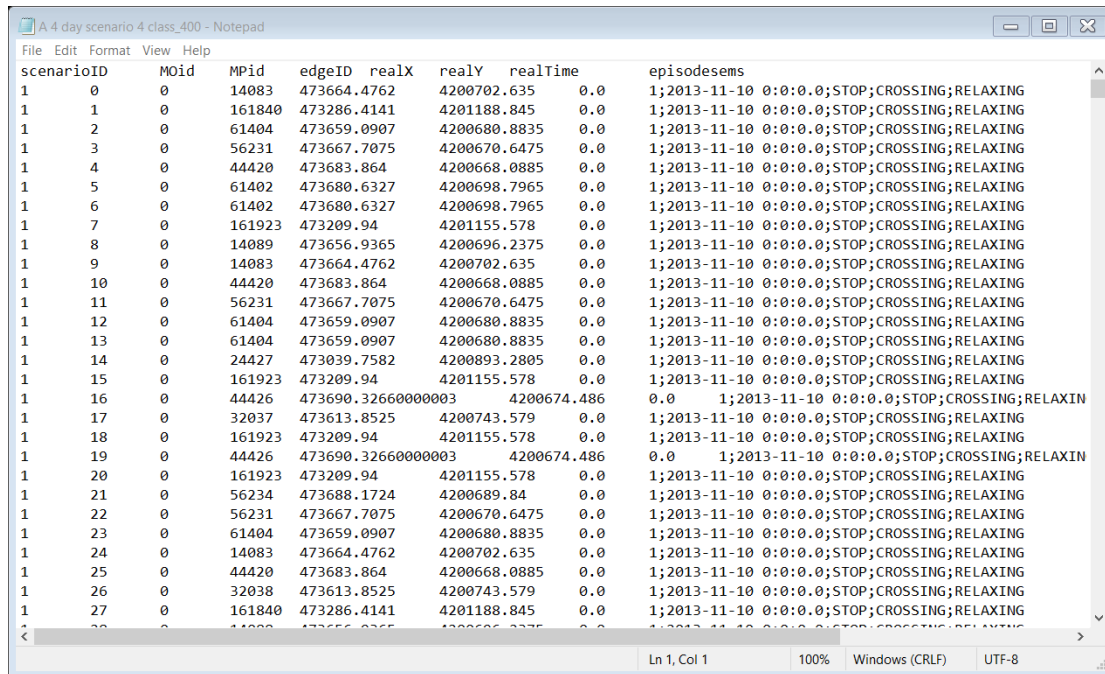 A 4 day scenario 4 class_400 - Notepad
File Edit Format View Help
scenarioID MOid MPid edgeID realX realY realTime episodesems
1 0 0 14083 473664.4762 4200702.635 0.0 1;2013-11-10 0:0:0.0;STOP;CROSSING;RELAXING
1 1 0 161840 473286.4141 4201188.845 0.0 1;2013-11-10 0:0:0.0;STOP;CROSSING;RELAXING
1 2 0 61404 473659.0907 4200680.8835 0.0 1;2013-11-10 0:0:0.0;STOP;CROSSING;RELAXING
1 3 0 56231 473667.7075 4200670.6475 0.0 1;2013-11-10 0:0:0.0;STOP;CROSSING;RELAXING
1 4 0 44420 473683.864 4200668.0885 0.0 1;2013-11-10 0:0:0.0;STOP;CROSSING;RELAXING
1 5 0 61402 473680.6327 4200698.7965 0.0 1;2013-11-10 0:0:0.0;STOP;CROSSING;RELAXING
1 6 0 61402 473680.6327 4200698.7965 0.0 1;2013-11-10 0:0:0.0;STOP;CROSSING;RELAXING
1 7 0 161923 473209.94 4201155.578 0.0 1;2013-11-10 0:0:0.0;STOP;CROSSING;RELAXING
1 8 0 14089 473656.9365 4200696.2375 0.0 1;2013-11-10 0:0:0.0;STOP;CROSSING;RELAXING
1 9 0 14083 473664.4762 4200702.635 0.0 1;2013-11-10 0:0:0.0;STOP;CROSSING;RELAXING
1 10 0 44420 473683.864 4200668.0885 0.0 1;2013-11-10 0:0:0.0;STOP;CROSSING;RELAXING
1 11 0 56231 473667.7075 4200670.6475 0.0 1;2013-11-10 0:0:0.0;STOP;CROSSING;RELAXING
1 12 0 61404 473659.0907 4200680.8835 0.0 1;2013-11-10 0:0:0.0;STOP;CROSSING;RELAXING
1 13 0 61404 473659.0907 4200680.8835 0.0 1;2013-11-10 0:0:0.0;STOP;CROSSING;RELAXING
1 14 0 24427 473039.7582 4200893.2805 0.0 1;2013-11-10 0:0:0.0;STOP;CROSSING;RELAXING
1 15 0 161923 473209.94 4201155.578 0.0 1;2013-11-10 0:0:0.0;STOP;CROSSING;RELAXING
1 16 0 44426 473690.32660000003 4200674.486 0.0 1;2013-11-10 0:0:0.0;STOP;CROSSING;RELAXIN
1 17 0 32037 473613.8525 4200743.579 0.0 1;2013-11-10 0:0:0.0;STOP;CROSSING;RELAXING
1 18 0 161923 473209.94 4201155.578 0.0 1;2013-11-10 0:0:0.0;STOP;CROSSING;RELAXING
1 19 0 44426 473690.32660000003 4200674.486 0.0 1;2013-11-10 0:0:0.0;STOP;CROSSING;RELAXIN
1 20 0 161923 473209.94 4201155.578 0.0 1;2013-11-10 0:0:0.0;STOP;CROSSING;RELAXING
1 21 0 56234 473688.1724 4200689.84 0.0 1;2013-11-10 0:0:0.0;STOP;CROSSING;RELAXING
1 22 0 56231 473667.7075 4200670.6475 0.0 1;2013-11-10 0:0:0.0;STOP;CROSSING;RELAXING
1 23 0 61404 473659.0907 4200680.8835 0.0 1;2013-11-10 0:0:0.0;STOP;CROSSING;RELAXING
1 24 0 14083 473664.4762 4200702.635 0.0 1;2013-11-10 0:0:0.0;STOP;CROSSING;RELAXING
1 25 0 44420 473683.864 4200668.0885 0.0 1;2013-11-10 0:0:0.0;STOP;CROSSING;RELAXING
1 26 0 32038 473613.8525 4200743.579 0.0 1;2013-11-10 0:0:0.0;STOP;CROSSING;RELAXING
1 27 0 161840 473286.4141 4201188.845 0.0 1;2013-11-10 0:0:0.0;STOP;CROSSING;RELAXING
Ln 1, Col 1 100% Windows (CRLF) UTF-8